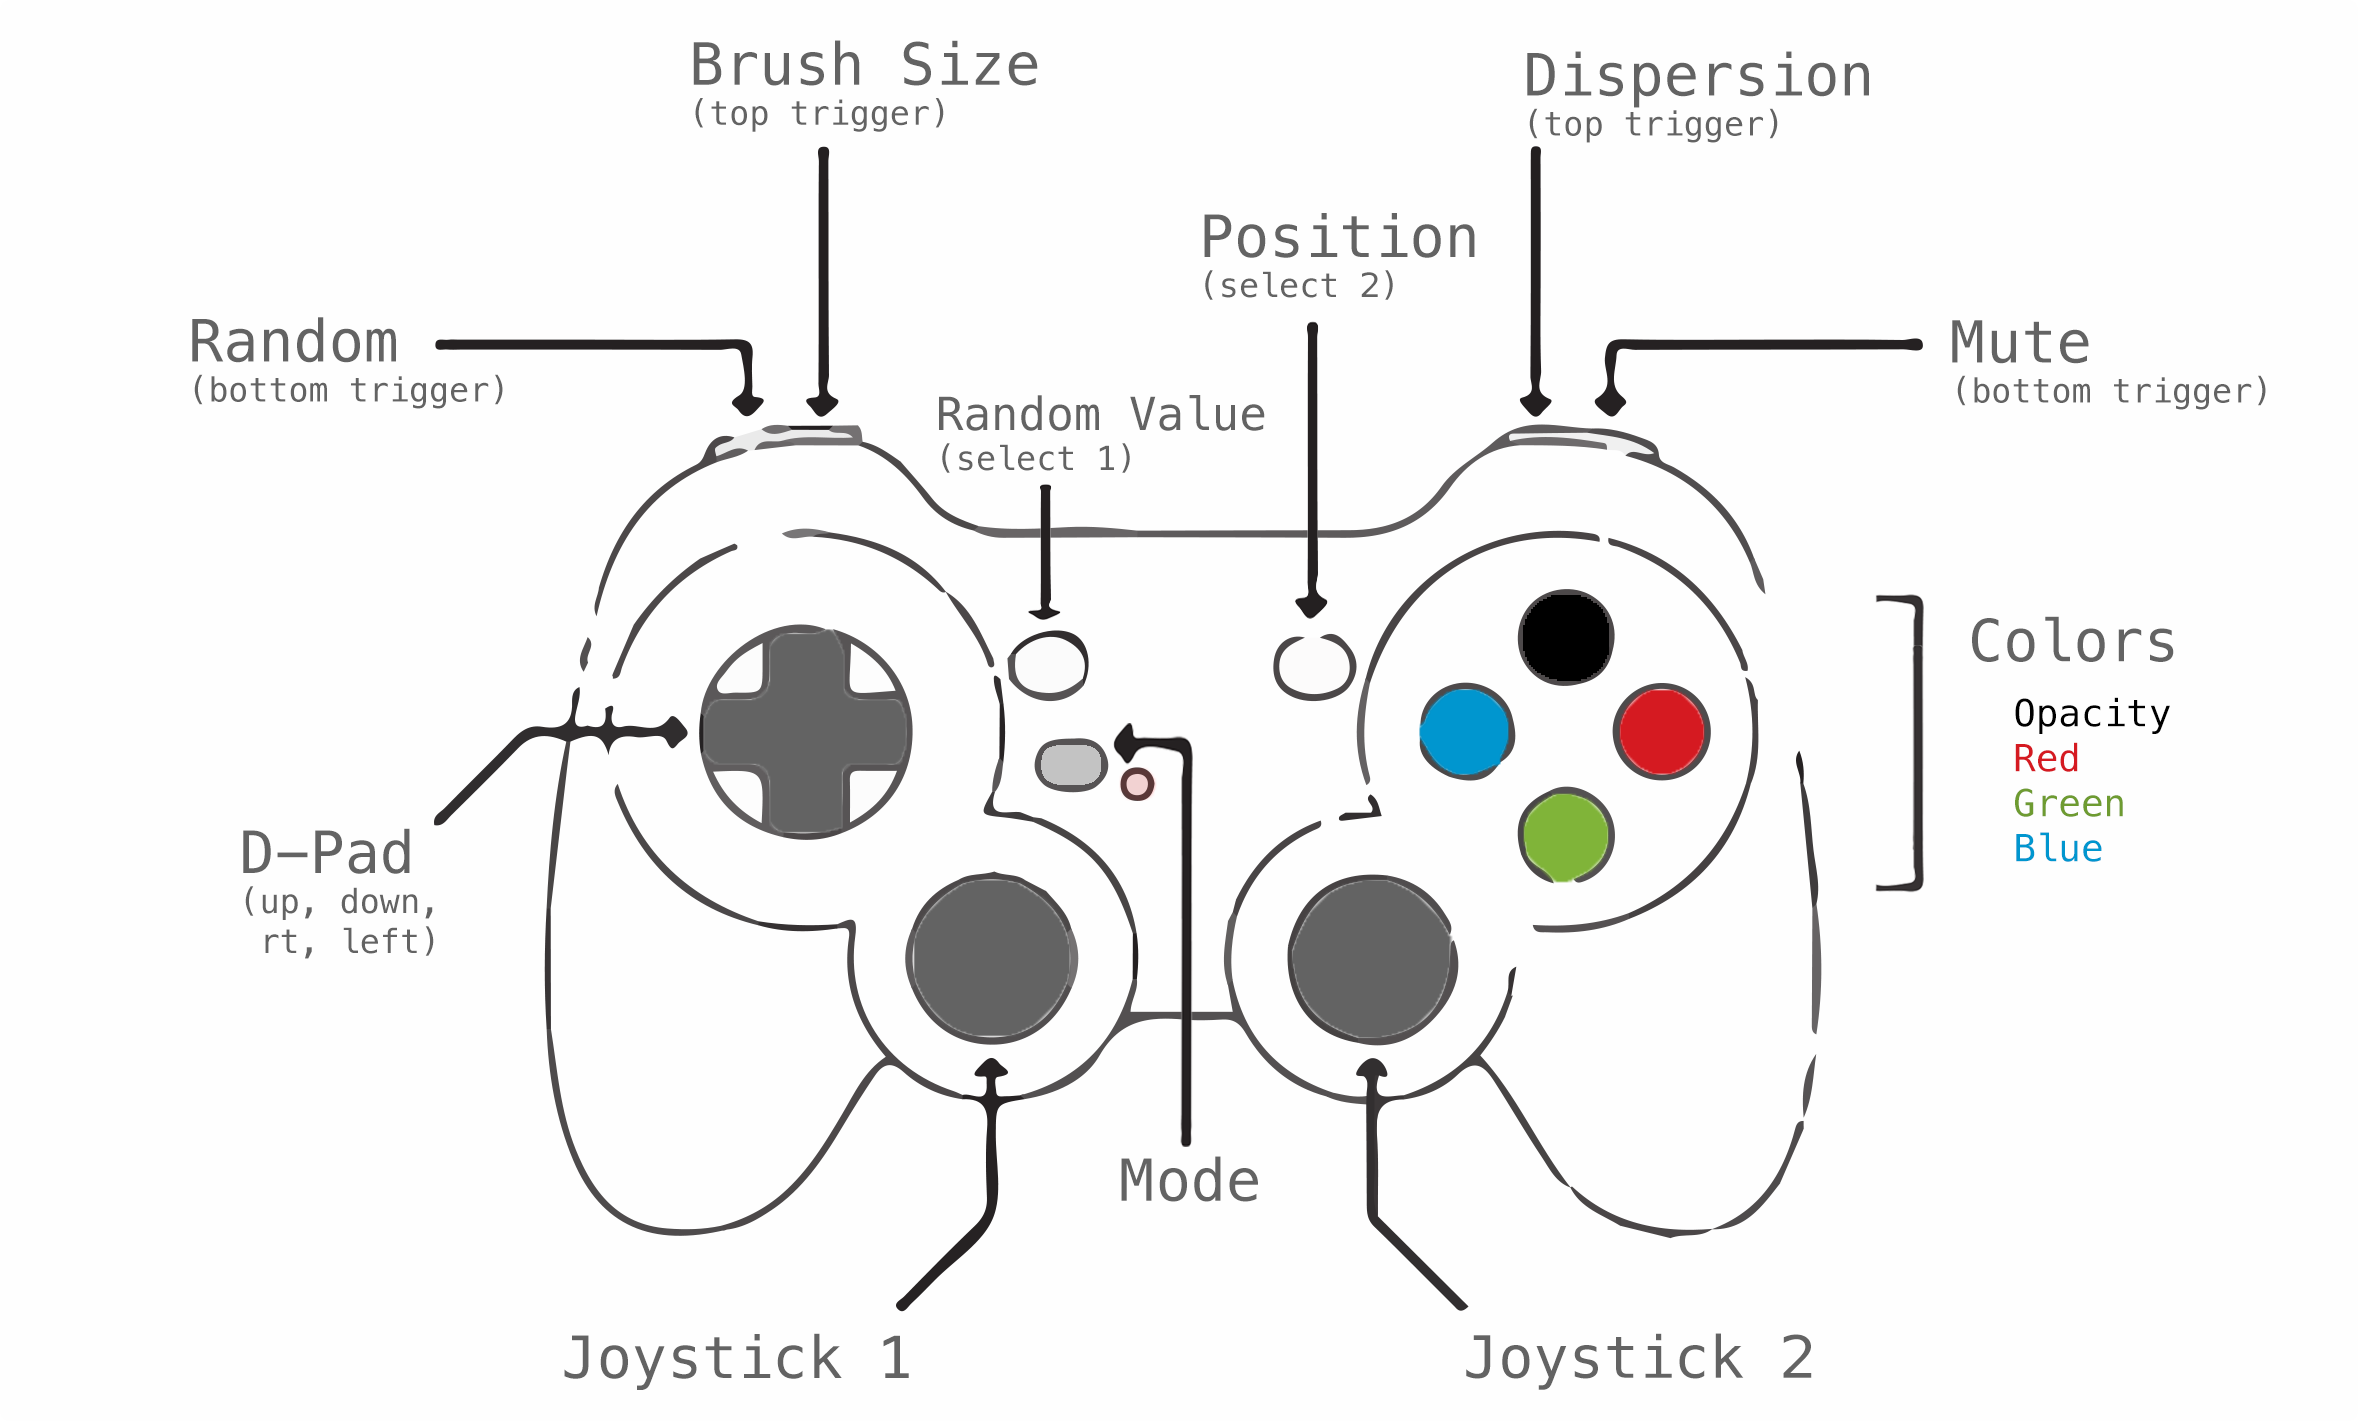 Brush Size
(top trigger)
Dispersion
(top trigger)
Position
(select 2)
Random
(bottom trigger)
Mute
(bottom trigger)
Random Value
(select 1)
Colors
Opacity
Red
Green
Blue
D-Pad
(up, down,
rt, left)
Mode
Joystick 1
Joystick 2